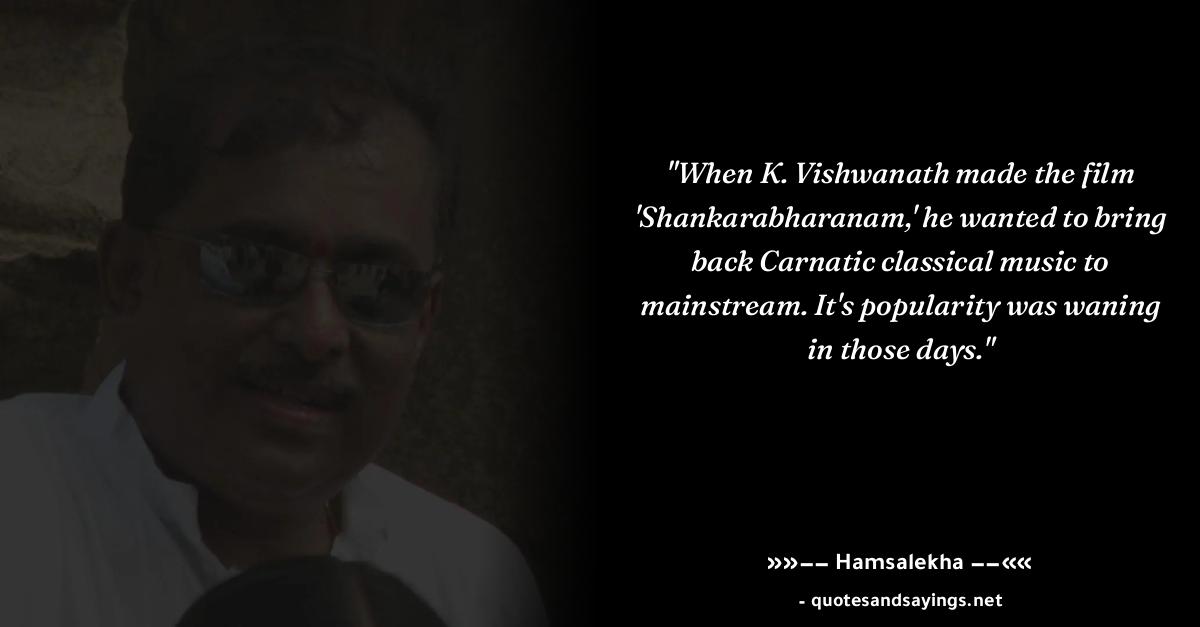 "When K. Vishwanath made the film
'Shankarabharanam,' he wanted to bring
back Carnatic classical music to
mainstream. It's popularity was waning
in those days."
»»–– Hamsalekha ––««
- quotesandsayings.net